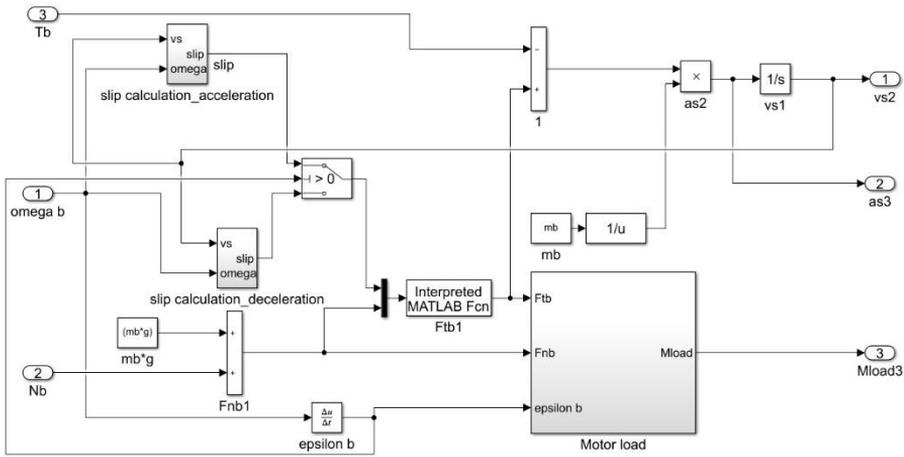 3
Tb
vs
slip
omega
slip
slip calculation_acceleration
-
+
1
×
as2
1/s
vs1
1
vs2
> 0
1
omega b
2
as3
mb
mb
1/u
vs
slip
omega
slip calculation_deceleration
Interpreted
MATLAB Fcn
Ftb1
Ftb
(mb*g)
mb*g
+
+
Fnb1
2
Nb
Fnb
Mload
3
Mload3
Δu
Δt
epsilon b
epsilon b
Motor load